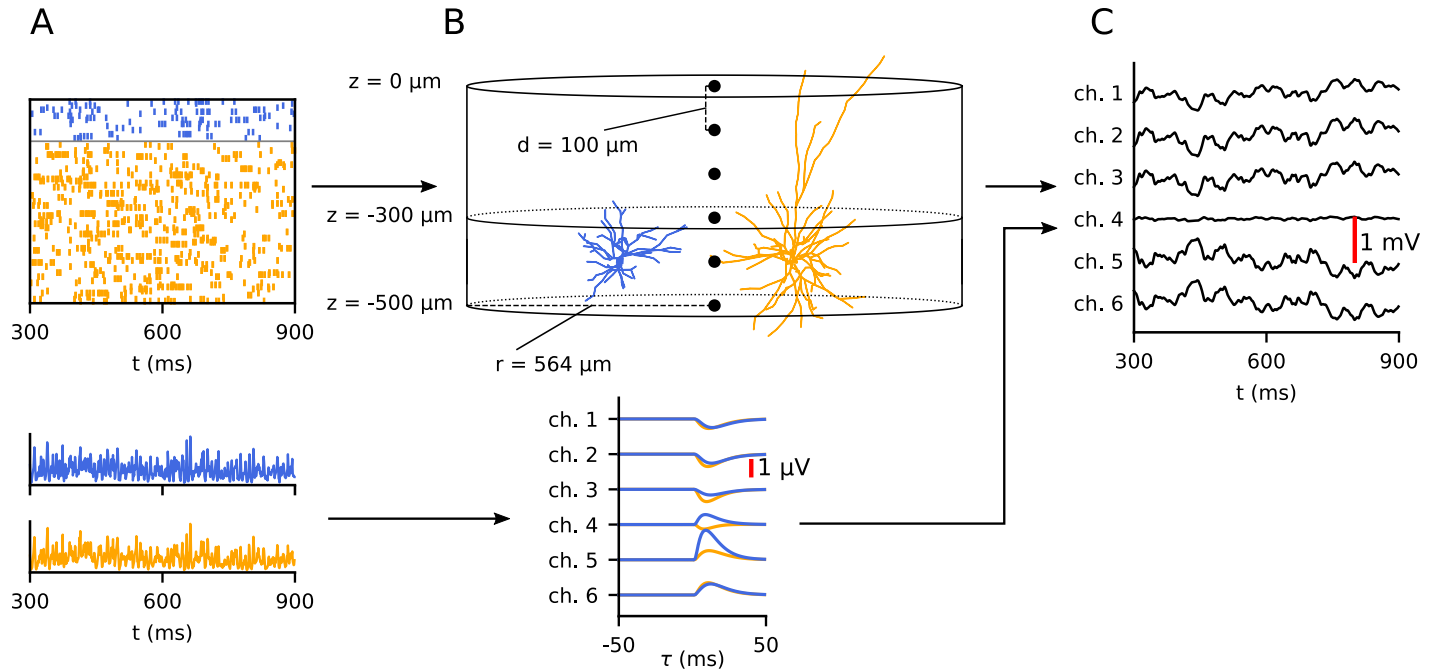 A
B
C
300
600
900
t (ms)
300
600
900
t (ms)
z = 0 µm
d = 100 µm
z = -300 µm
z = -500 µm
r = 564 µm
ch. 1
ch. 2
1 µV
ch. 3
ch. 4
ch. 5
ch. 6
-50
50
τ (ms)
ch. 1
ch. 2
ch. 3
ch. 4
1 mV
ch. 5
ch. 6
300
600
900
t (ms)